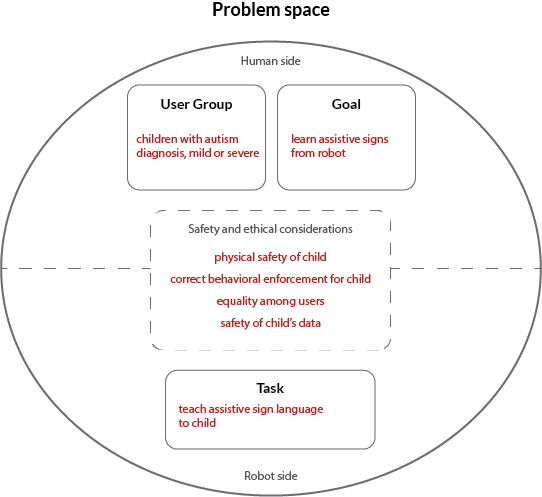 Problem space
Human side
User Group
children with autism
diagnosis, mild or severe
Goal
learn assistive signs
from robot
Safety and ethical considerations
physical safety of child
correct behavioral enforcement for child
equality among users
safety of child's data
Task
teach assistive sign language
to child
Robot side